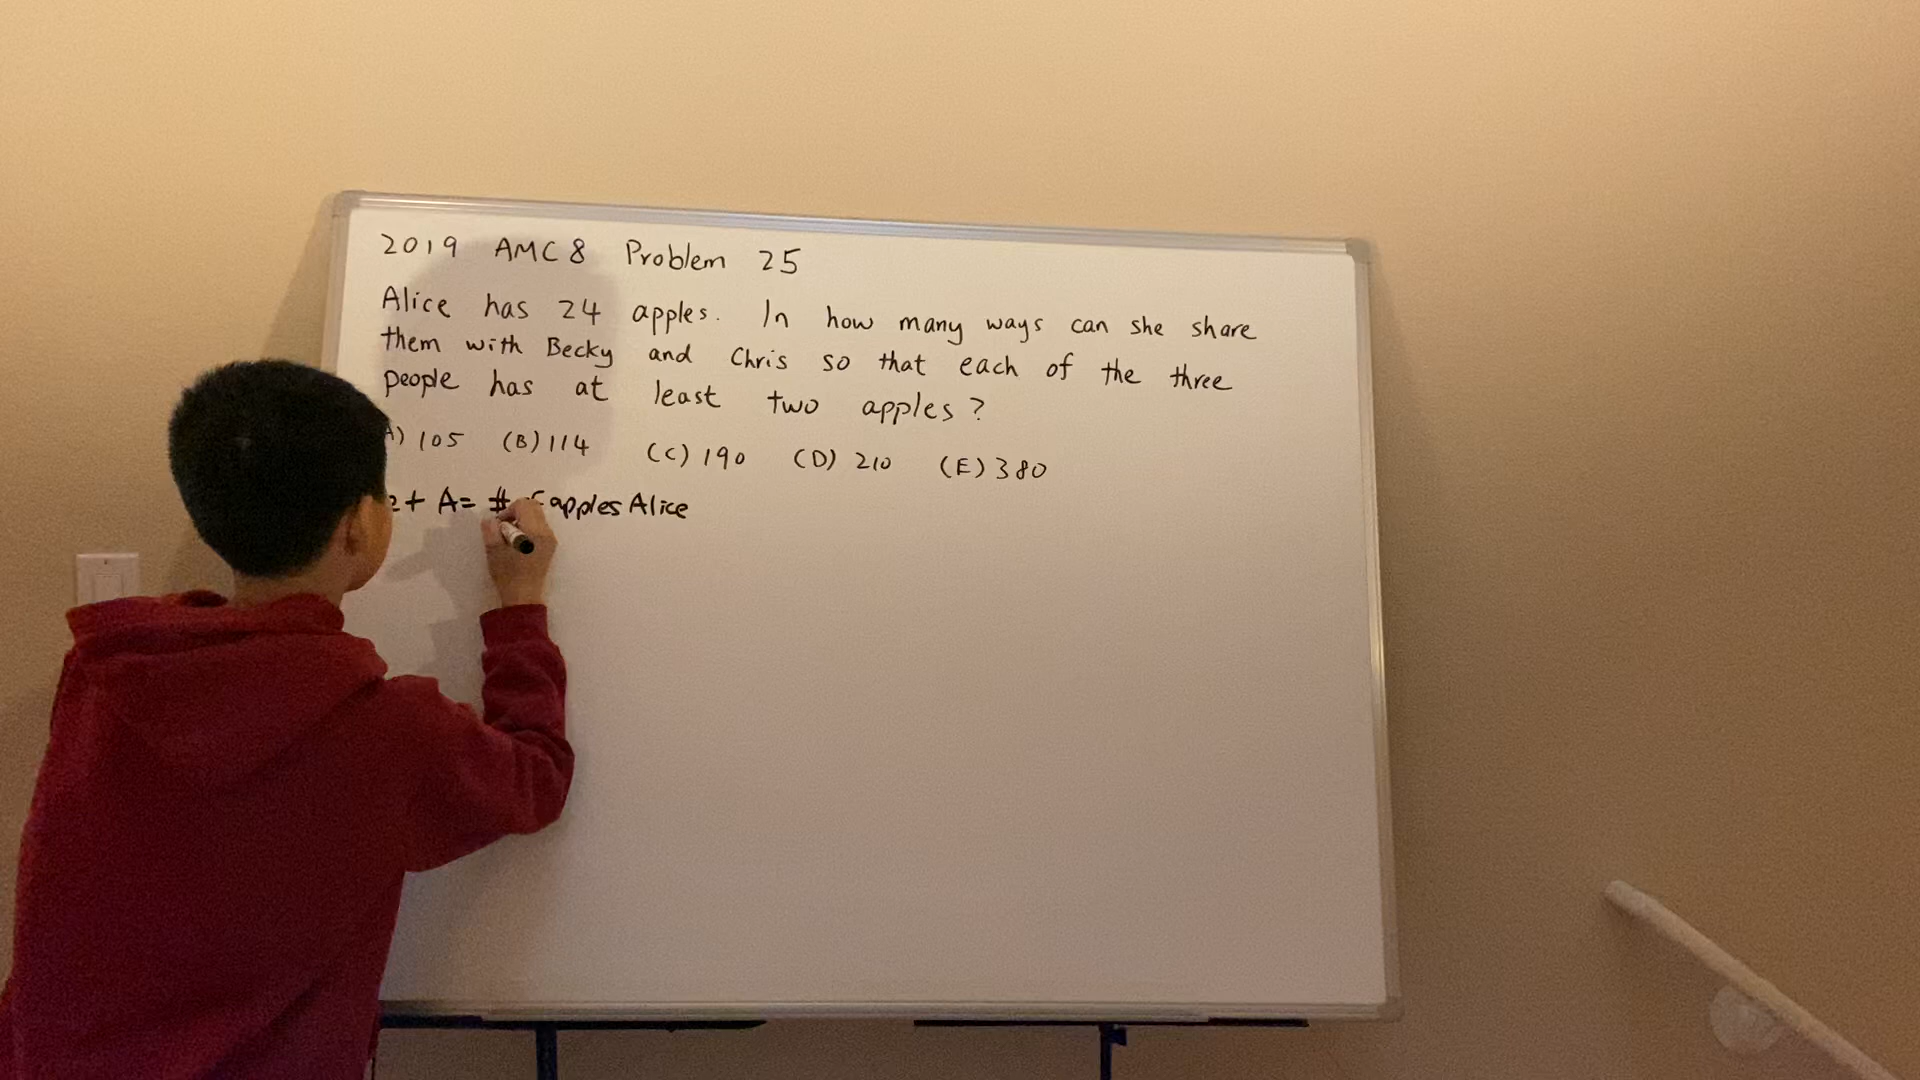 2019 AMC 8 Problem 25
Alice has 24 apples. In how many ways can she share
them with Becky and Chris so that each of the three
people has at least two apples?
A) 105 (B) 114 (C) 190 (D) 210 (E) 380
2+ A= # apples Alice